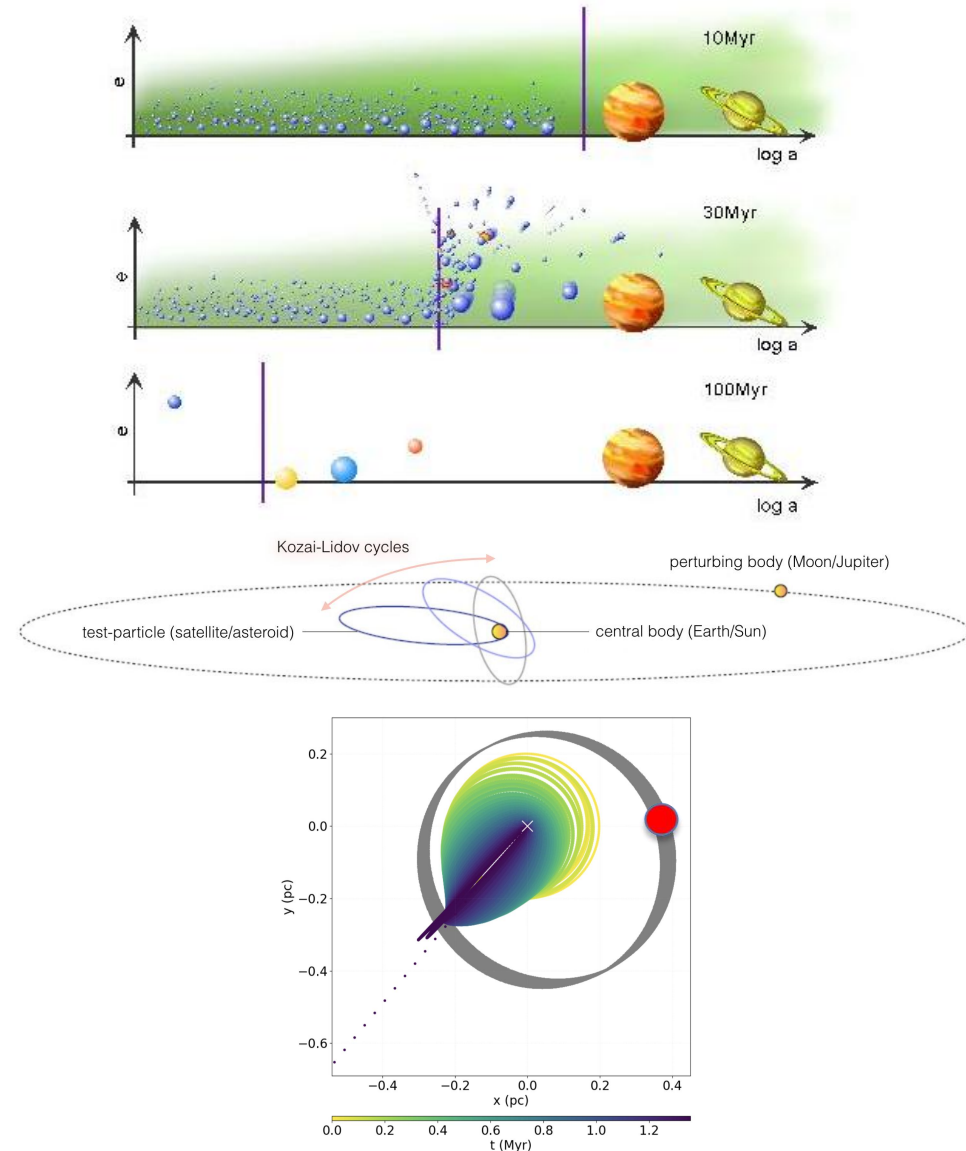 10Myr
e
log a
30Myr
e
log a
100Myr
e
log a
Kozai-Lidov cycles
perturbing body (Moon/Jupiter)
test-particle (satellite/asteroid)
central body (Earth/Sun)
0.2
0.0
−0.2
−0.4
−0.6
y (pc)
−0.4 −0.2 0.0 0.2 0.4
x (pc)
0.0 0.2 0.4 0.6 0.8 1.0 1.2
t (Myr)